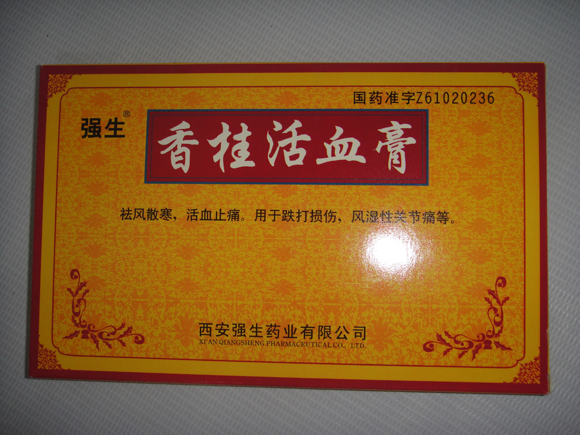 国药准字Z61020236
强生®
香桂活血膏
祛风散寒，活血止痛。用于跌打损伤、风湿性关节痛等。
西安强生药业有限公司
XI'AN QIANGSHENG PHARMACEUTICAL CO., LTD.